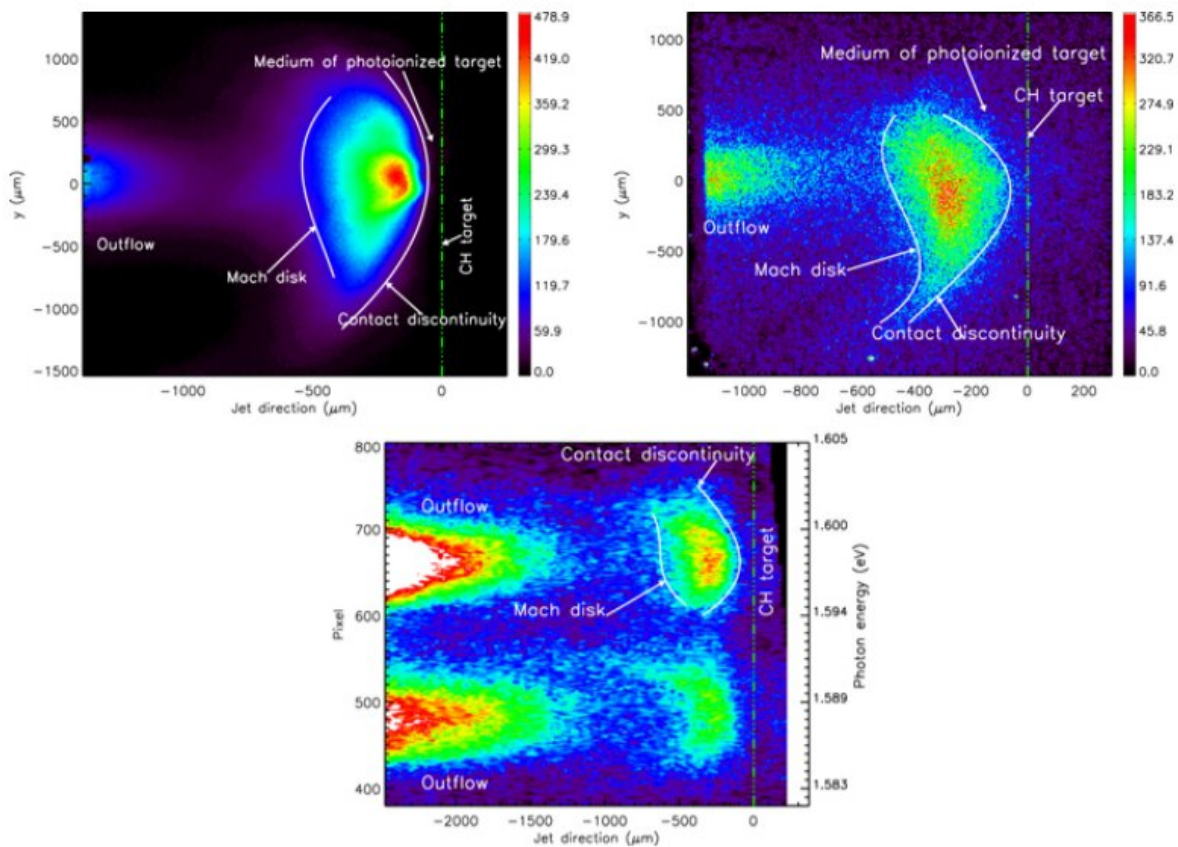 1000
500
0
−500
−1000
−1500
y (μm)
Medium of photoionized target
CH target
Outflow
Mach disk
Contact discontinuity
−1000
−500
0
Jet direction (μm)
478.9
419.0
359.2
299.3
239.4
179.6
119.7
59.9
0.0
1000
500
0
−500
−1000
y (μm)
Medium of photoionized target
CH target
Outflow
Mach disk
Contact discontinuity
−1000
−800
−600
−400
−200
0
200
Jet direction (μm)
366.5
320.7
274.9
229.1
183.2
137.4
91.6
45.8
0.0
800
700
600
500
400
Pixel
Contact discontinuity
Outflow
Mach disk
CH target
Outflow
−2000
−1500
−1000
−500
0
Jet direction (μm)
1.605
1.600
1.594
1.589
1.583
Photon energy (eV)